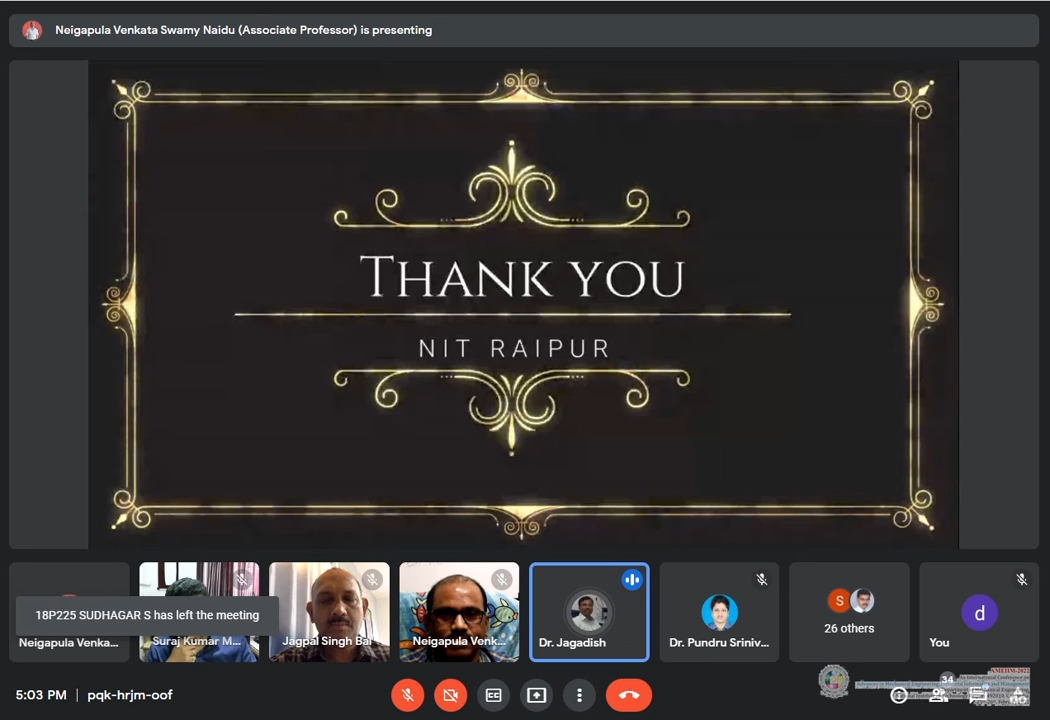 Neigapula Venkata Swamy Naidu (Associate Professor) is presenting
THANK YOU
NIT RAIPUR
18P225 SUDHAGAR S has left the meeting
Neigapula Venka...
Suraj Kumar M...
Jagpal Singh Bal
Neigapula Venk...
Dr. Jagadish
Dr. Pundru Sriniv...
S
26 others
d
You
5:03 PM | pqk-hrjm-oof
34
AMEHM-2022